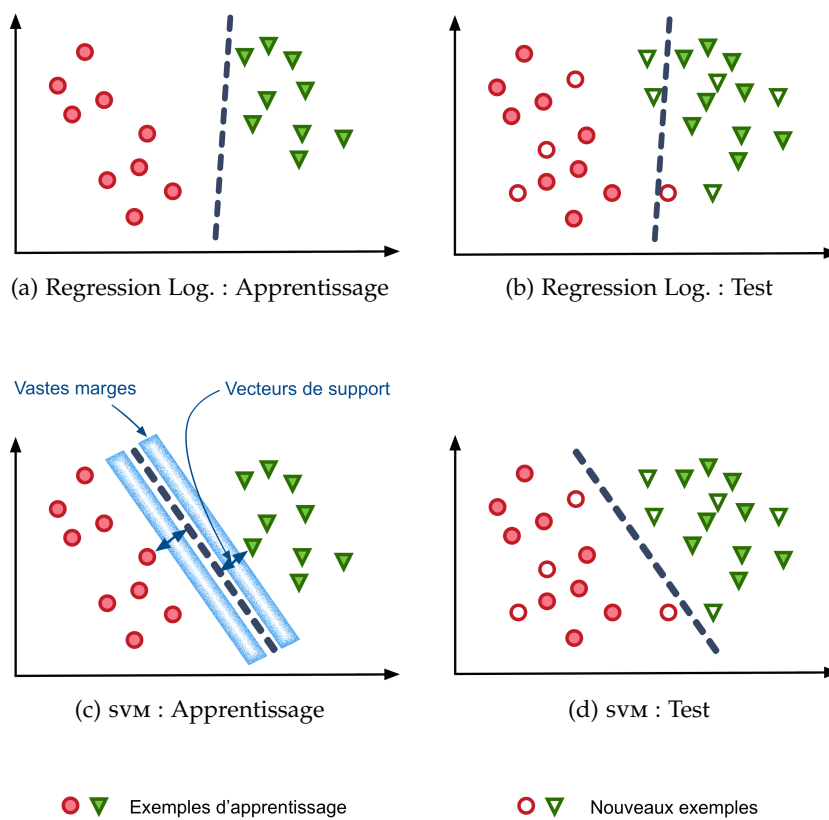 (a) Regression Log. : Apprentissage
(b) Regression Log. : Test
Vastes marges
Vecteurs de support
(c) SVM : Apprentissage
(d) SVM : Test
Exemples d'apprentissage
Nouveaux exemples